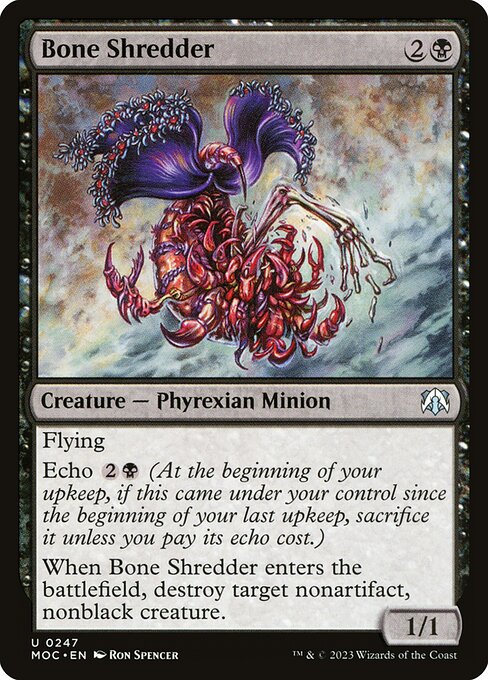 Bone Shredder 2
Creature — Phyrexian Minion
Flying
Echo 2 (At the beginning of your
upkeep, if this came under your control since
the beginning of your last upkeep, sacrifice
it unless you pay its echo cost.)
When Bone Shredder enters the
battlefield, destroy target nonartifact,
nonblack creature.
1/1
U 0247
MOC • EN Ron Spencer
™ & © 2023 Wizards of the Coast